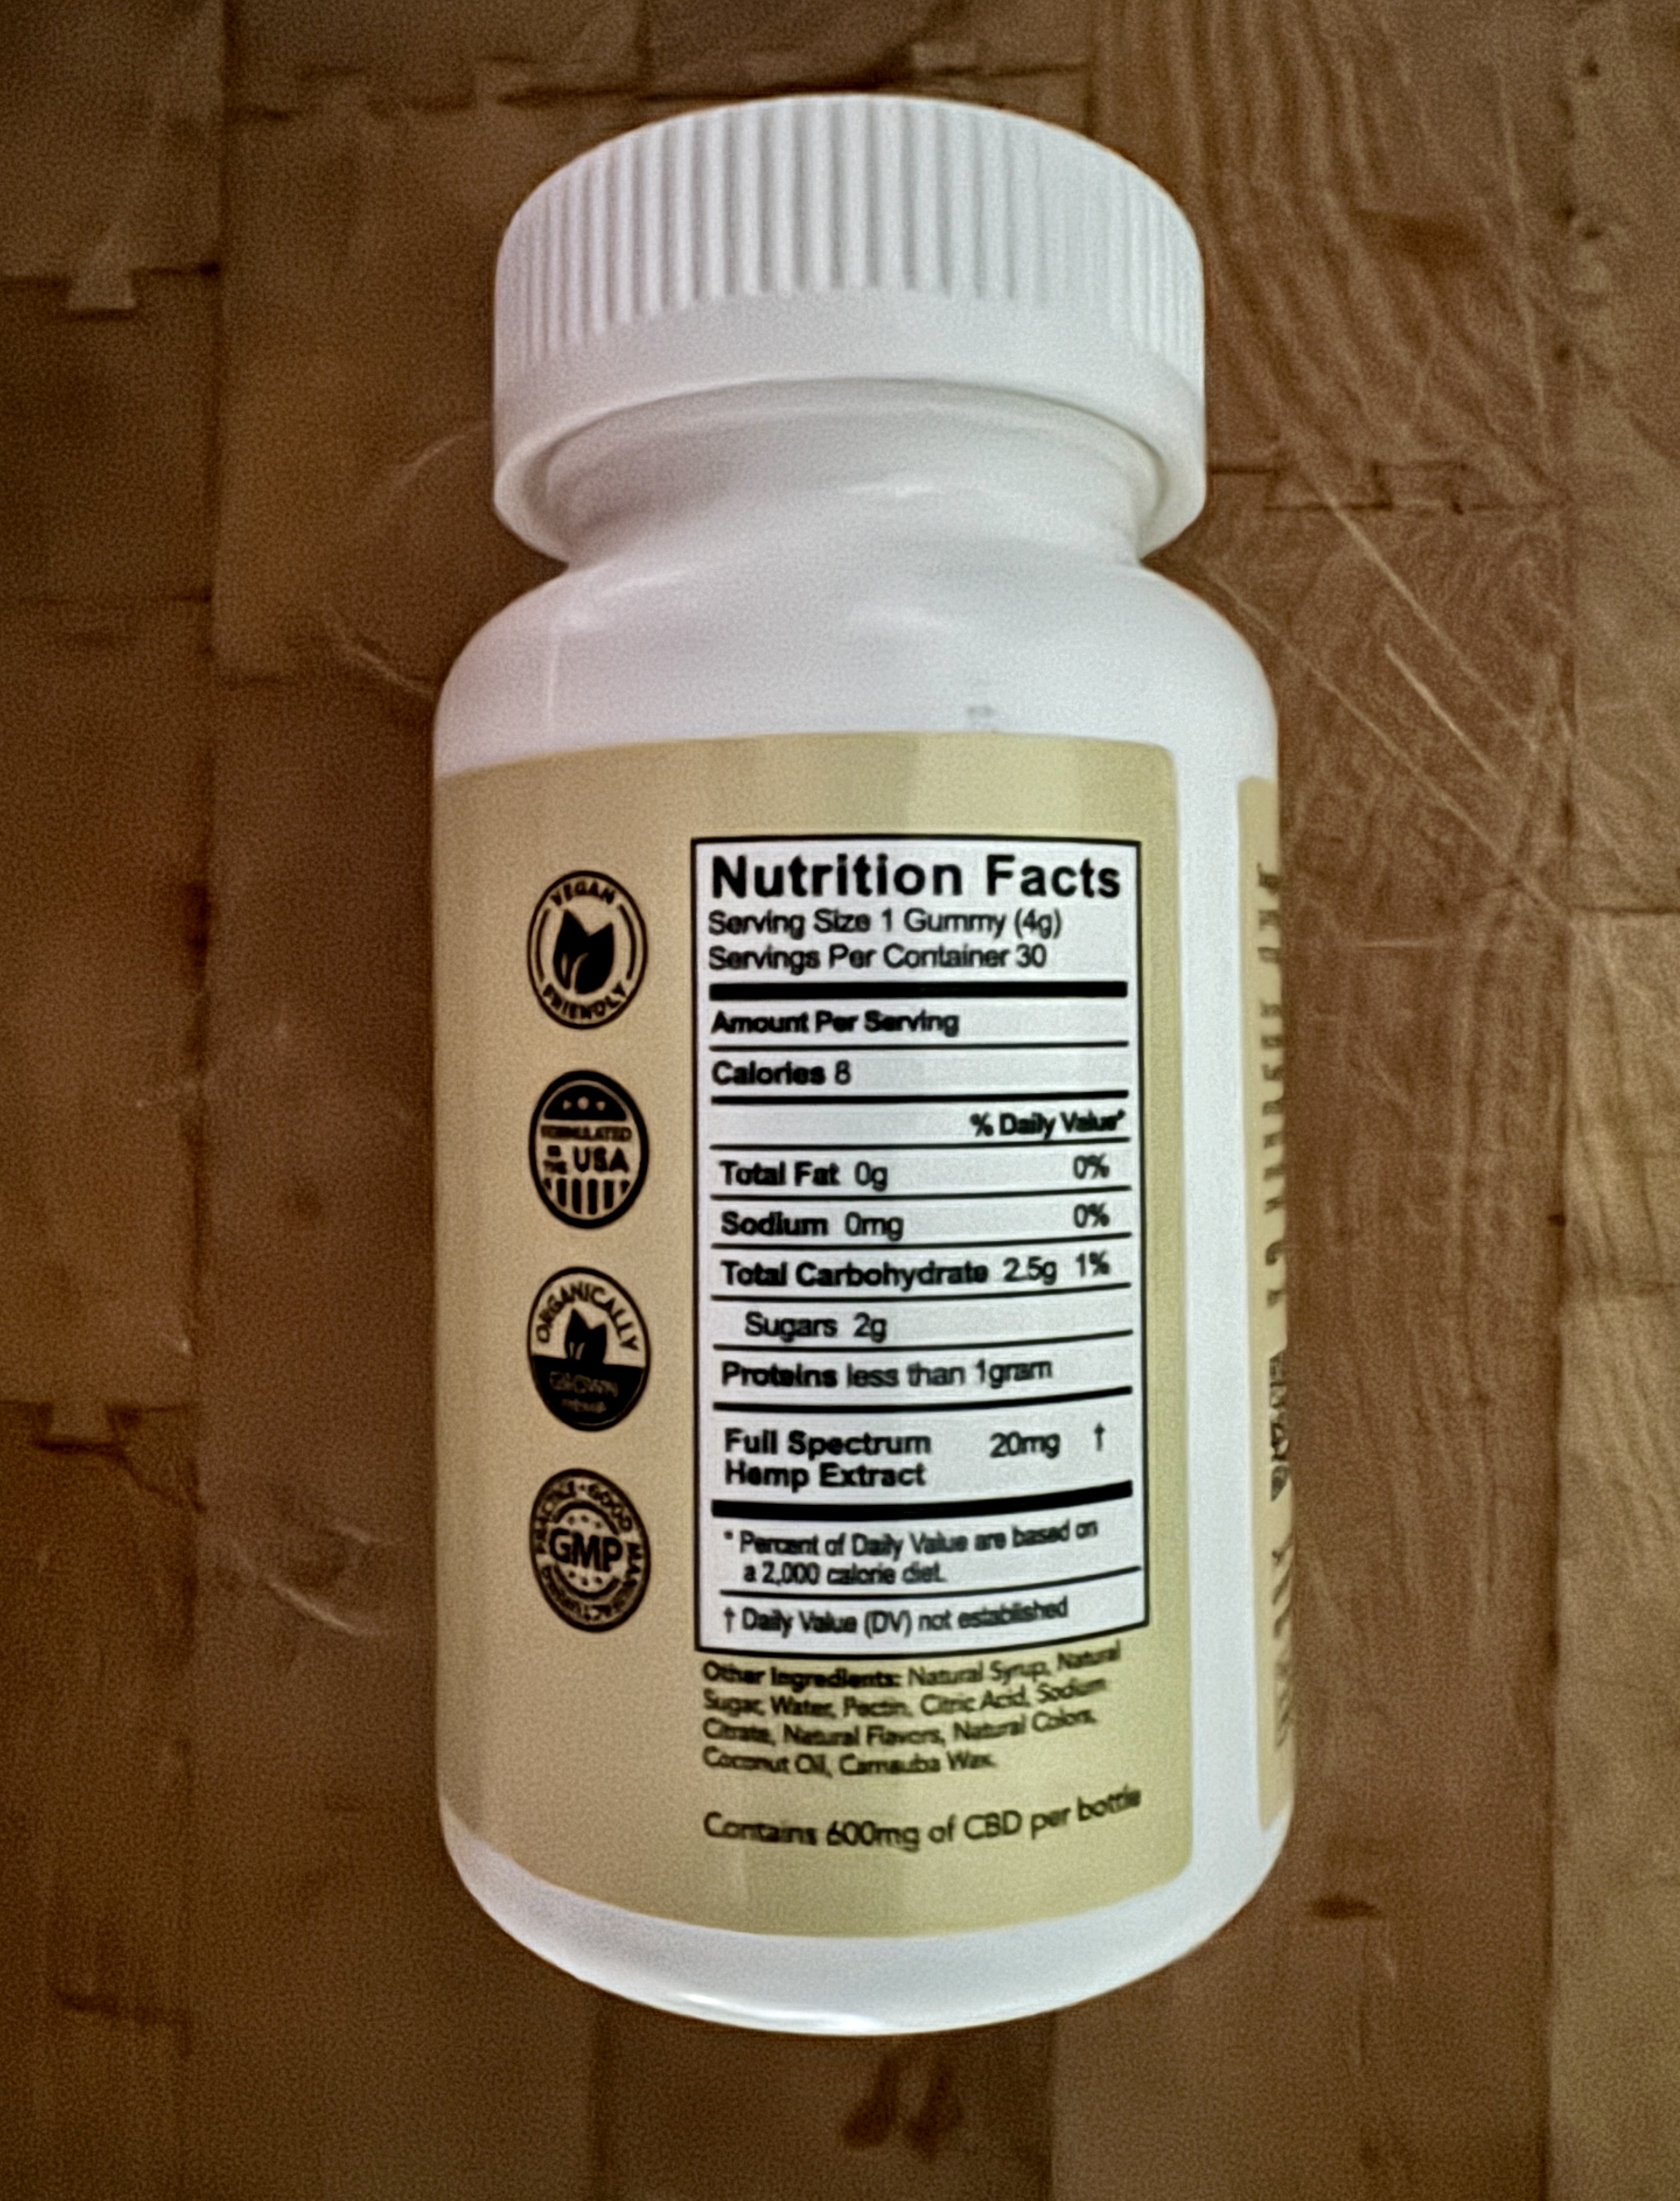 VEGAN
FRIENDLY
FORMULATED
IN
THE USA
ORGANICALLY
GROWN
GOOD MANUFACTURING PRACTICE
GMP
Nutrition Facts
Serving Size 1 Gummy (4g)
Servings Per Container 30
Amount Per Serving
Calories 8
% Daily Value*
Total Fat 0g 0%
Sodium 0mg 0%
Total Carbohydrate 2.5g 1%
Sugars 2g
Proteins less than 1gram
Full Spectrum 20mg †
Hemp Extract
* Percent of Daily Value are based on
a 2,000 calorie diet.
† Daily Value (DV) not established
Other Ingredients: Natural Syrup, Natural
Sugar, Water, Pectin, Citric Acid, Sodium
Citrate, Natural Flavors, Natural Colors,
Coconut Oil, Carnauba Wax.
Contains 600mg of CBD per bottle